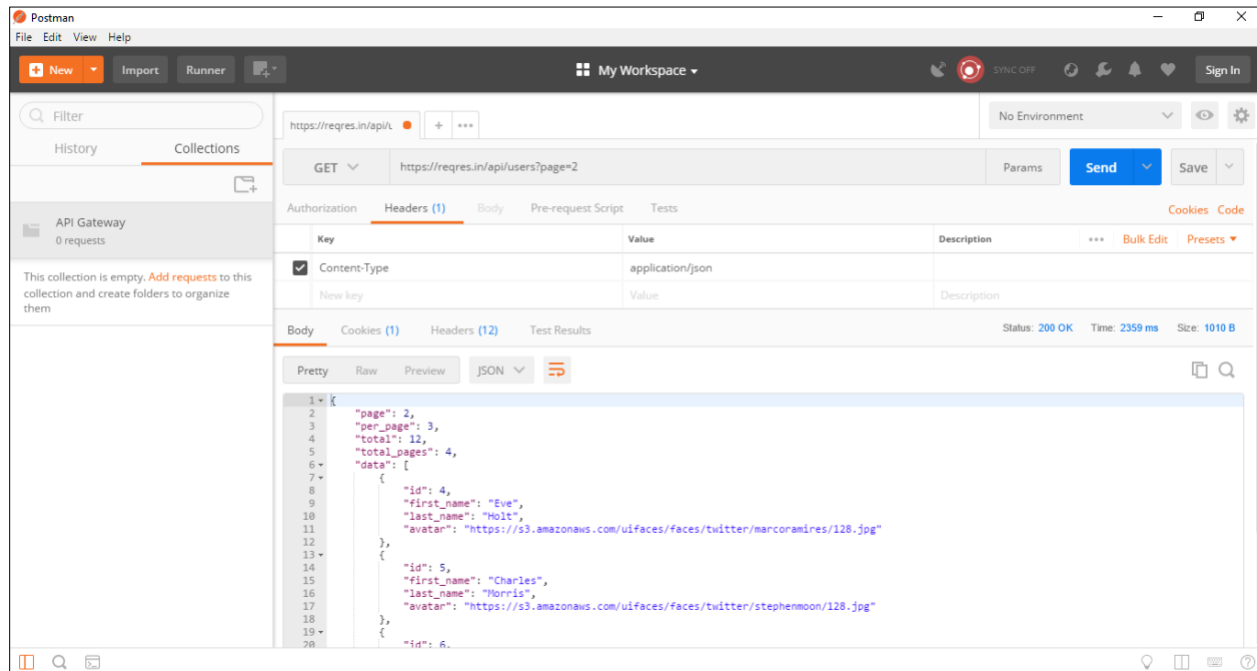 Postman
File Edit View Help
New Import Runner My Workspace SYNC OFF Sign In
Filter
History Collections
API Gateway
0 requests
This collection is empty. Add requests to this
collection and create folders to organize
them
https://reqres.in/api/u + ••• No Environment
GET https://reqres.in/api/users?page=2 Params Send Save
Authorization Headers (1) Body Pre-request Script Tests Cookies Code
Key Value Description ••• Bulk Edit Presets
Content-Type application/json
New key Value Description
Body Cookies (1) Headers (12) Test Results Status: 200 OK Time: 2359 ms Size: 1010 B
Pretty Raw Preview JSON
1 {
2 "page": 2,
3 "per_page": 3,
4 "total": 12,
5 "total_pages": 4,
6 "data": [
7 {
8 "id": 4,
9 "first_name": "Eve",
10 "last_name": "Holt",
11 "avatar": "https://s3.amazonaws.com/uifaces/faces/twitter/marcoramires/128.jpg"
12 },
13 {
14 "id": 5,
15 "first_name": "Charles",
16 "last_name": "Morris",
17 "avatar": "https://s3.amazonaws.com/uifaces/faces/twitter/stephenmoon/128.jpg"
18 },
19 {
20 "id": 6,